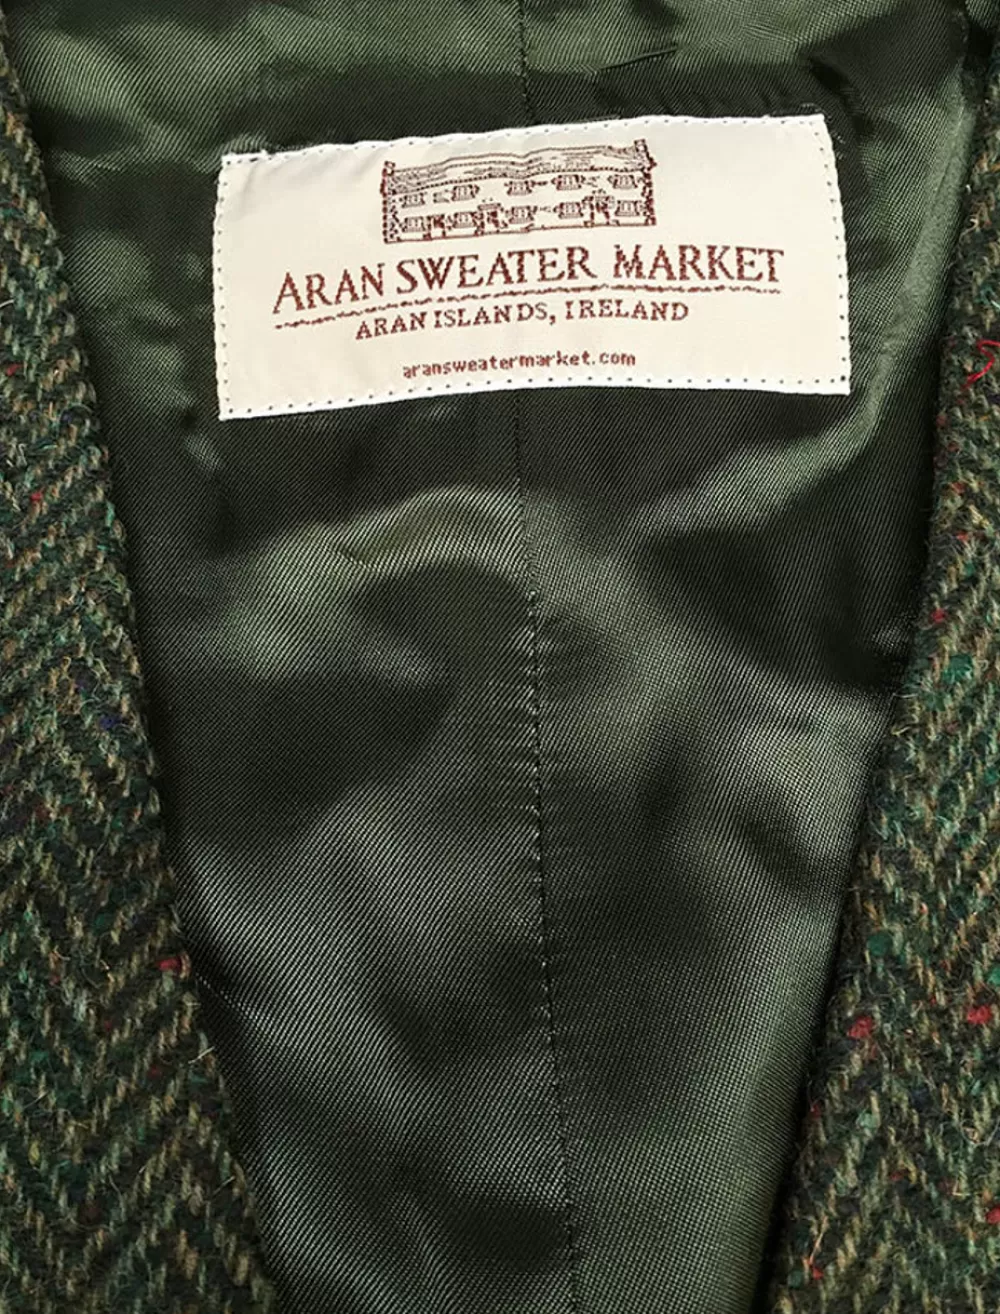 ARAN SWEATER MARKET
ARAN ISLANDS, IRELAND
aransweatermarket.com